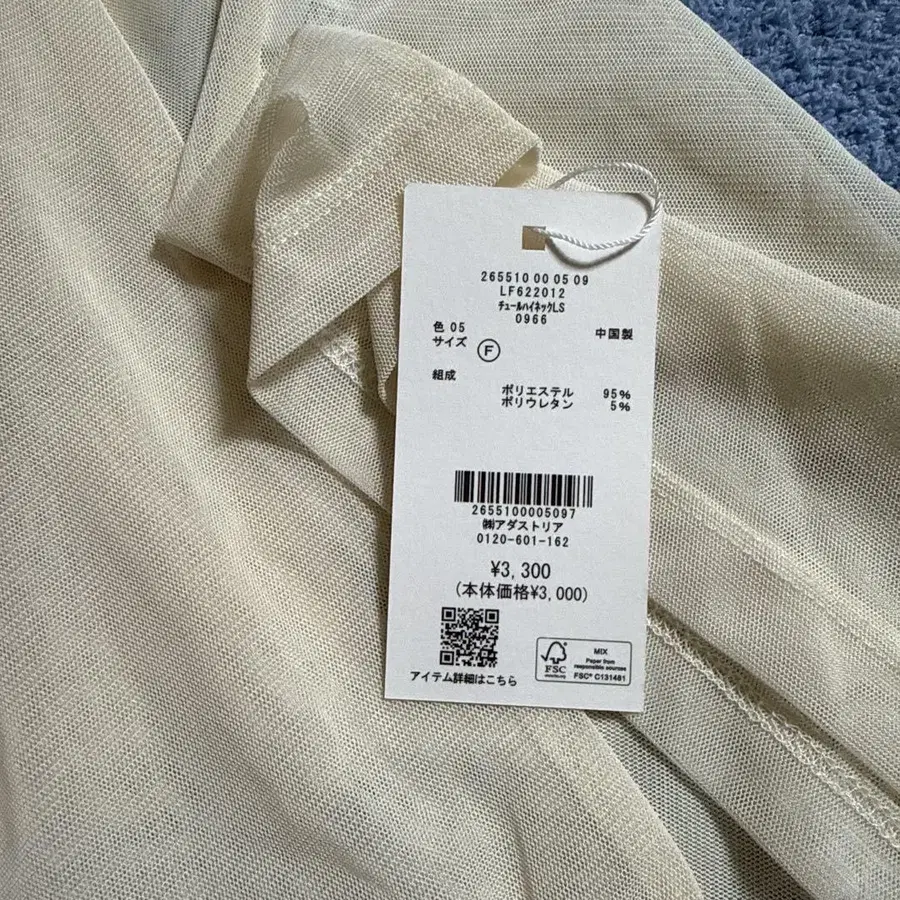 265510 00 05 09
LF622012
ﾁｭｰﾙﾊｲﾈｯｸLS
0966
色 05 中国製
サイズ Ⓕ
組成
ポリエステル 95%
ポリウレタン 5%
2655100005097
㈱アダストリア
0120-601-162
¥3,300
(本体価格¥3,000)
アイテム詳細はこちら
FSC
MIX
Paper from
responsible sources
FSC® C131481